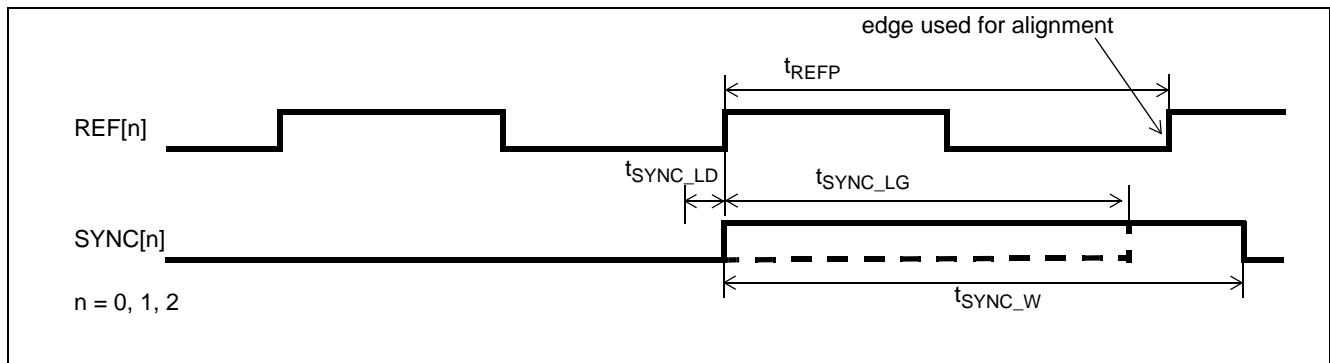 edge used for alignment
tREFP
REF[n]
tSYNC_LD
tSYNC_LG
SYNC[n]
tSYNC_W
n = 0, 1, 2